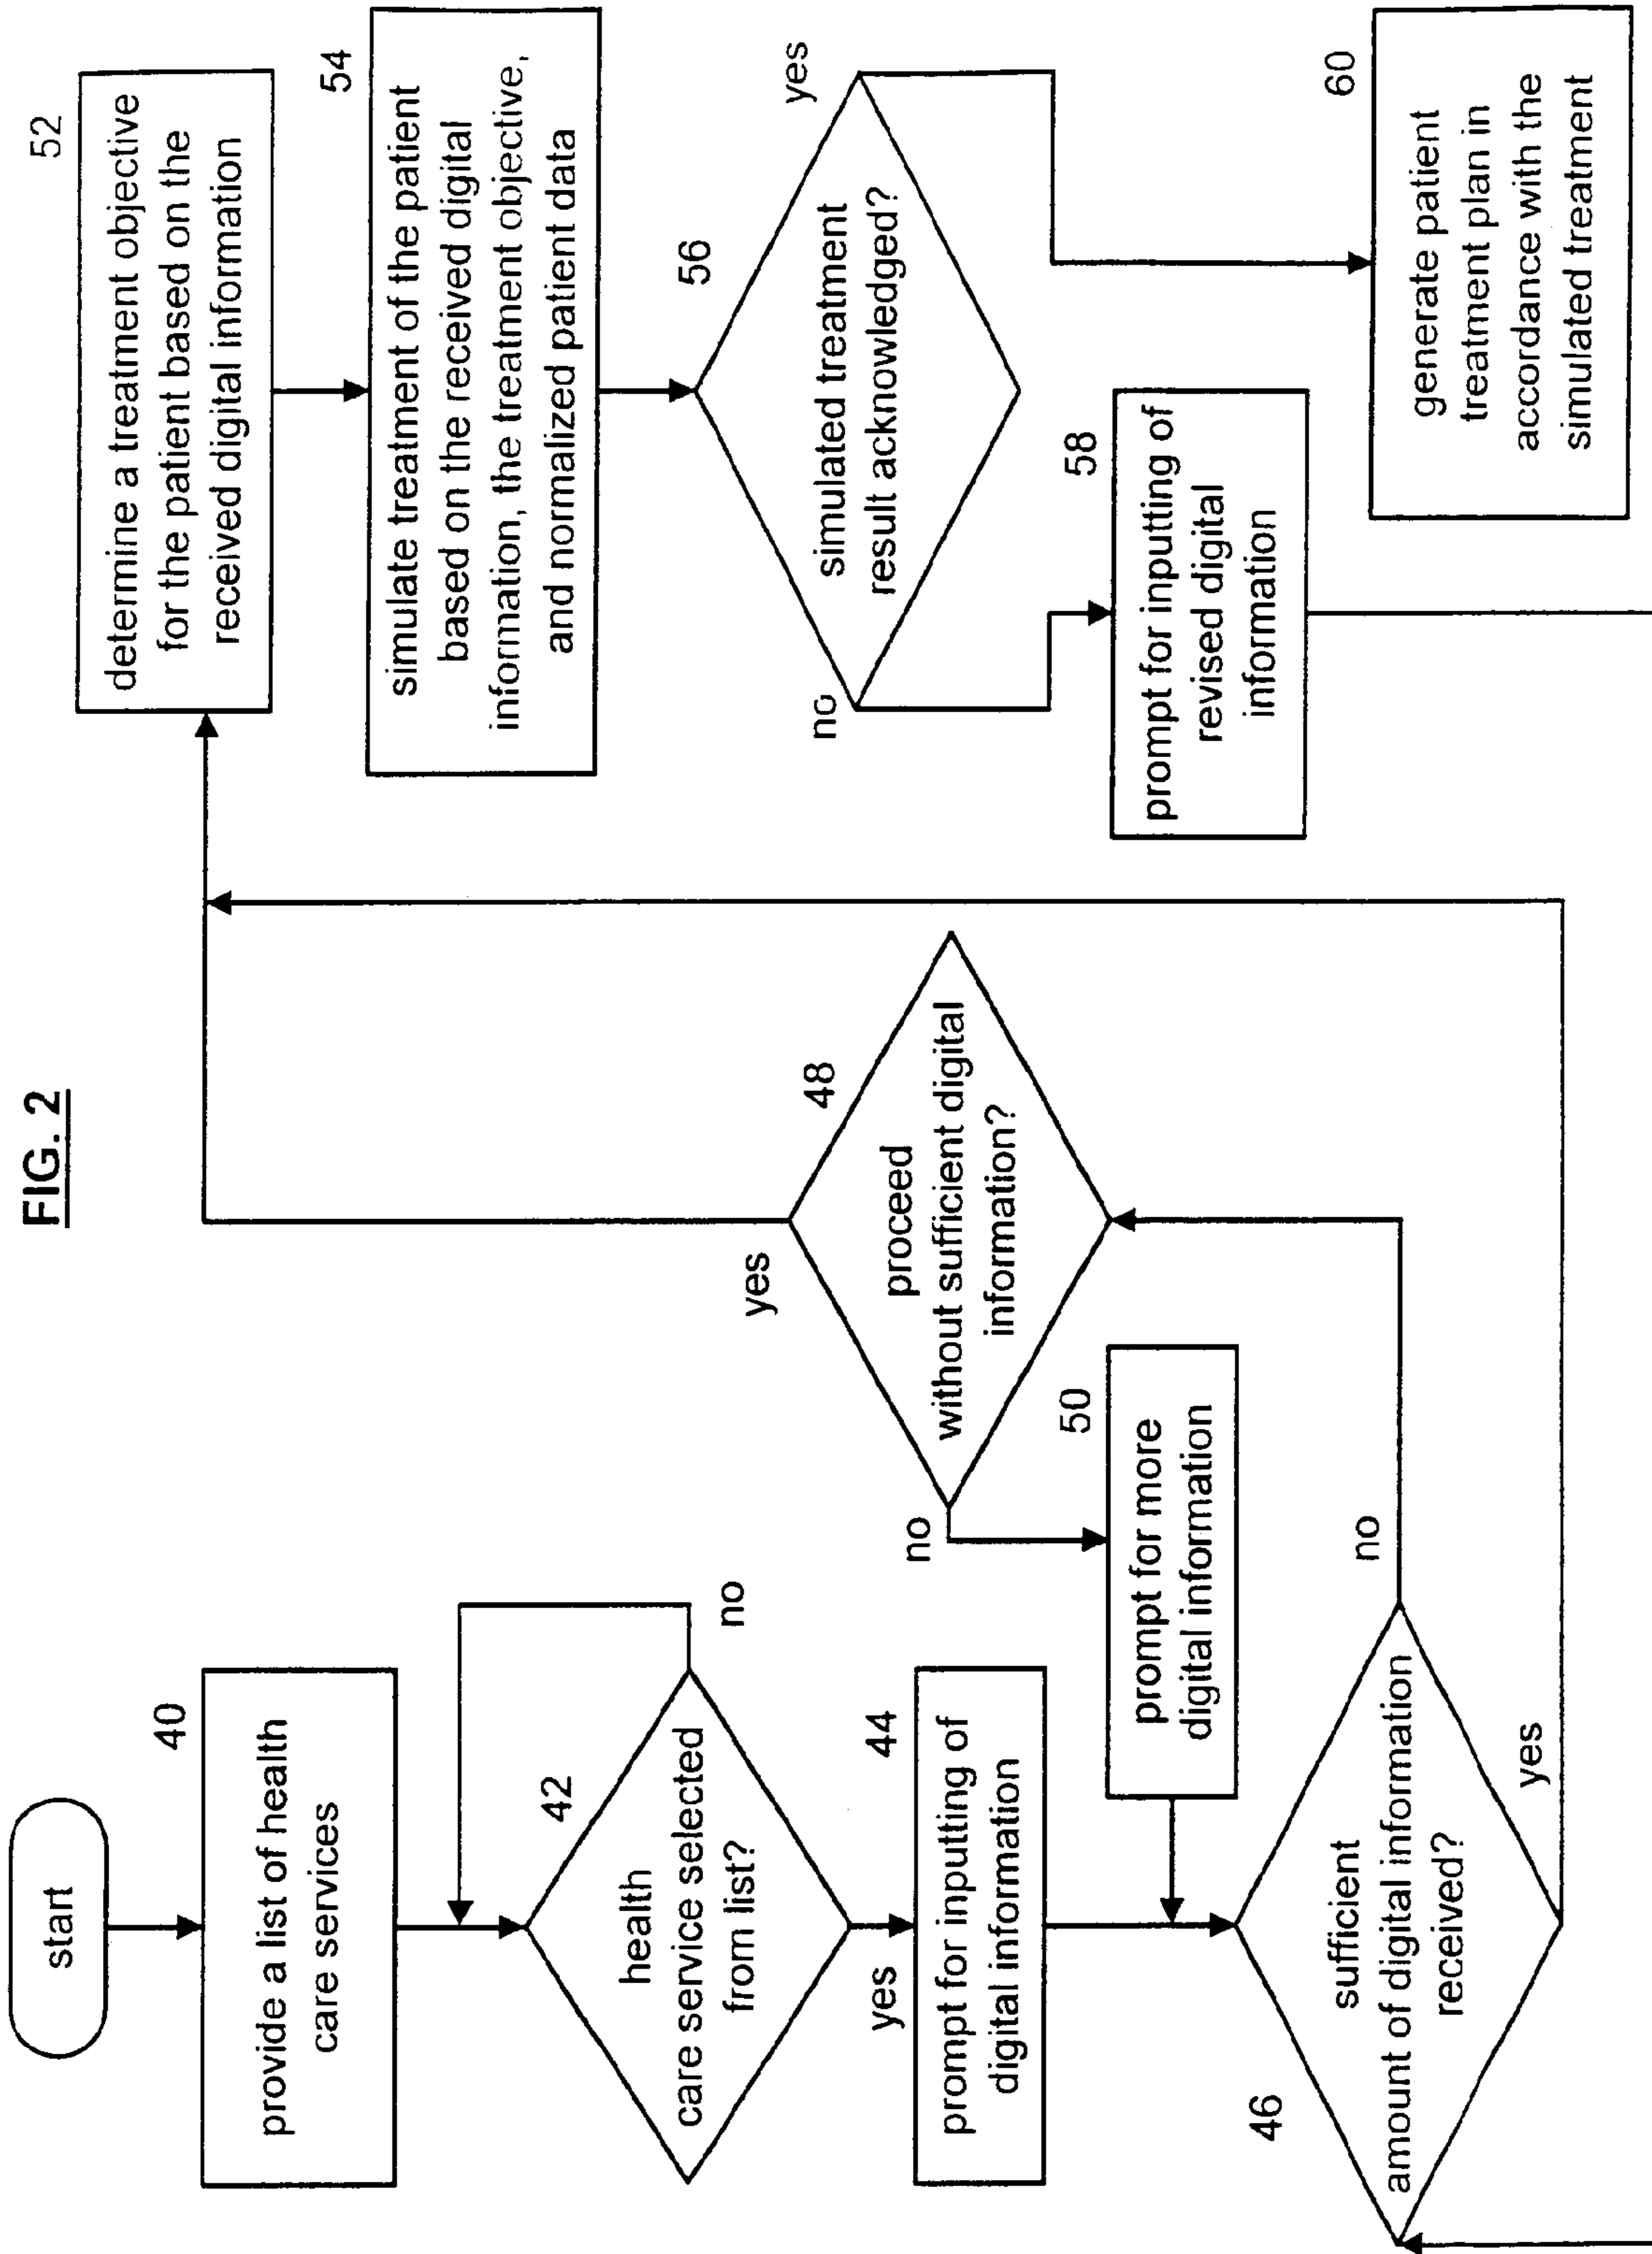 FIG. 2
start
40
provide a list of health
care services
42
health
care service selected
from list?
no
yes
44
prompt for inputting of
digital information
46
sufficient
amount of digital information
received?
no
yes
48
proceed
without sufficient digital
information?
yes
no
50
prompt for more
digital information
52
determine a treatment objective
for the patient based on the
received digital information
54
simulate treatment of the patient
based on the received digital
information, the treatment objective,
and normalized patient data
56
simulated treatment
result acknowledged?
no
yes
58
prompt for inputting of
revised digital
information
60
generate patient
treatment plan in
accordance with the
simulated treatment